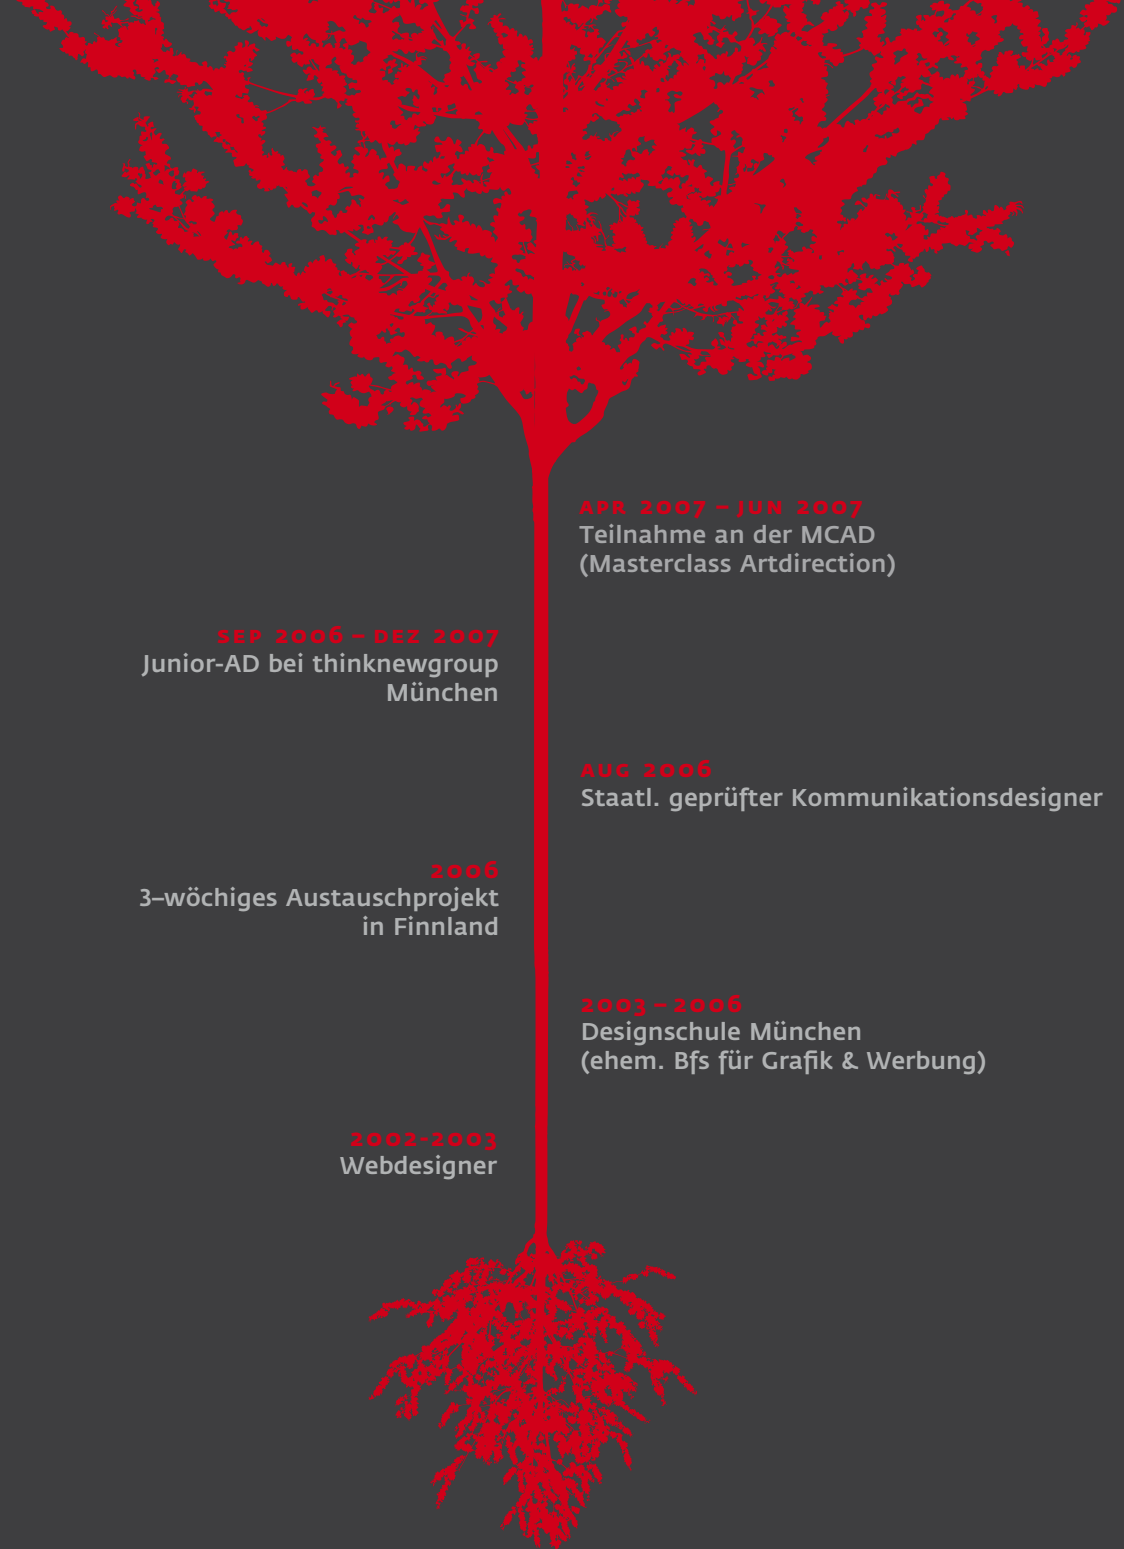 APR 2007 – JUN 2007
Teilnahme an der MCAD
(Masterclass Artdirection)
SEP 2006 – DEZ 2007
Junior-AD bei thinknewgroup
München
AUG 2006
Staatl. geprüfter Kommunikationsdesigner
2006
3–wöchiges Austauschprojekt
in Finnland
2003 – 2006
Designschule München
(ehem. Bfs für Grafik & Werbung)
2002-2003
Webdesigner